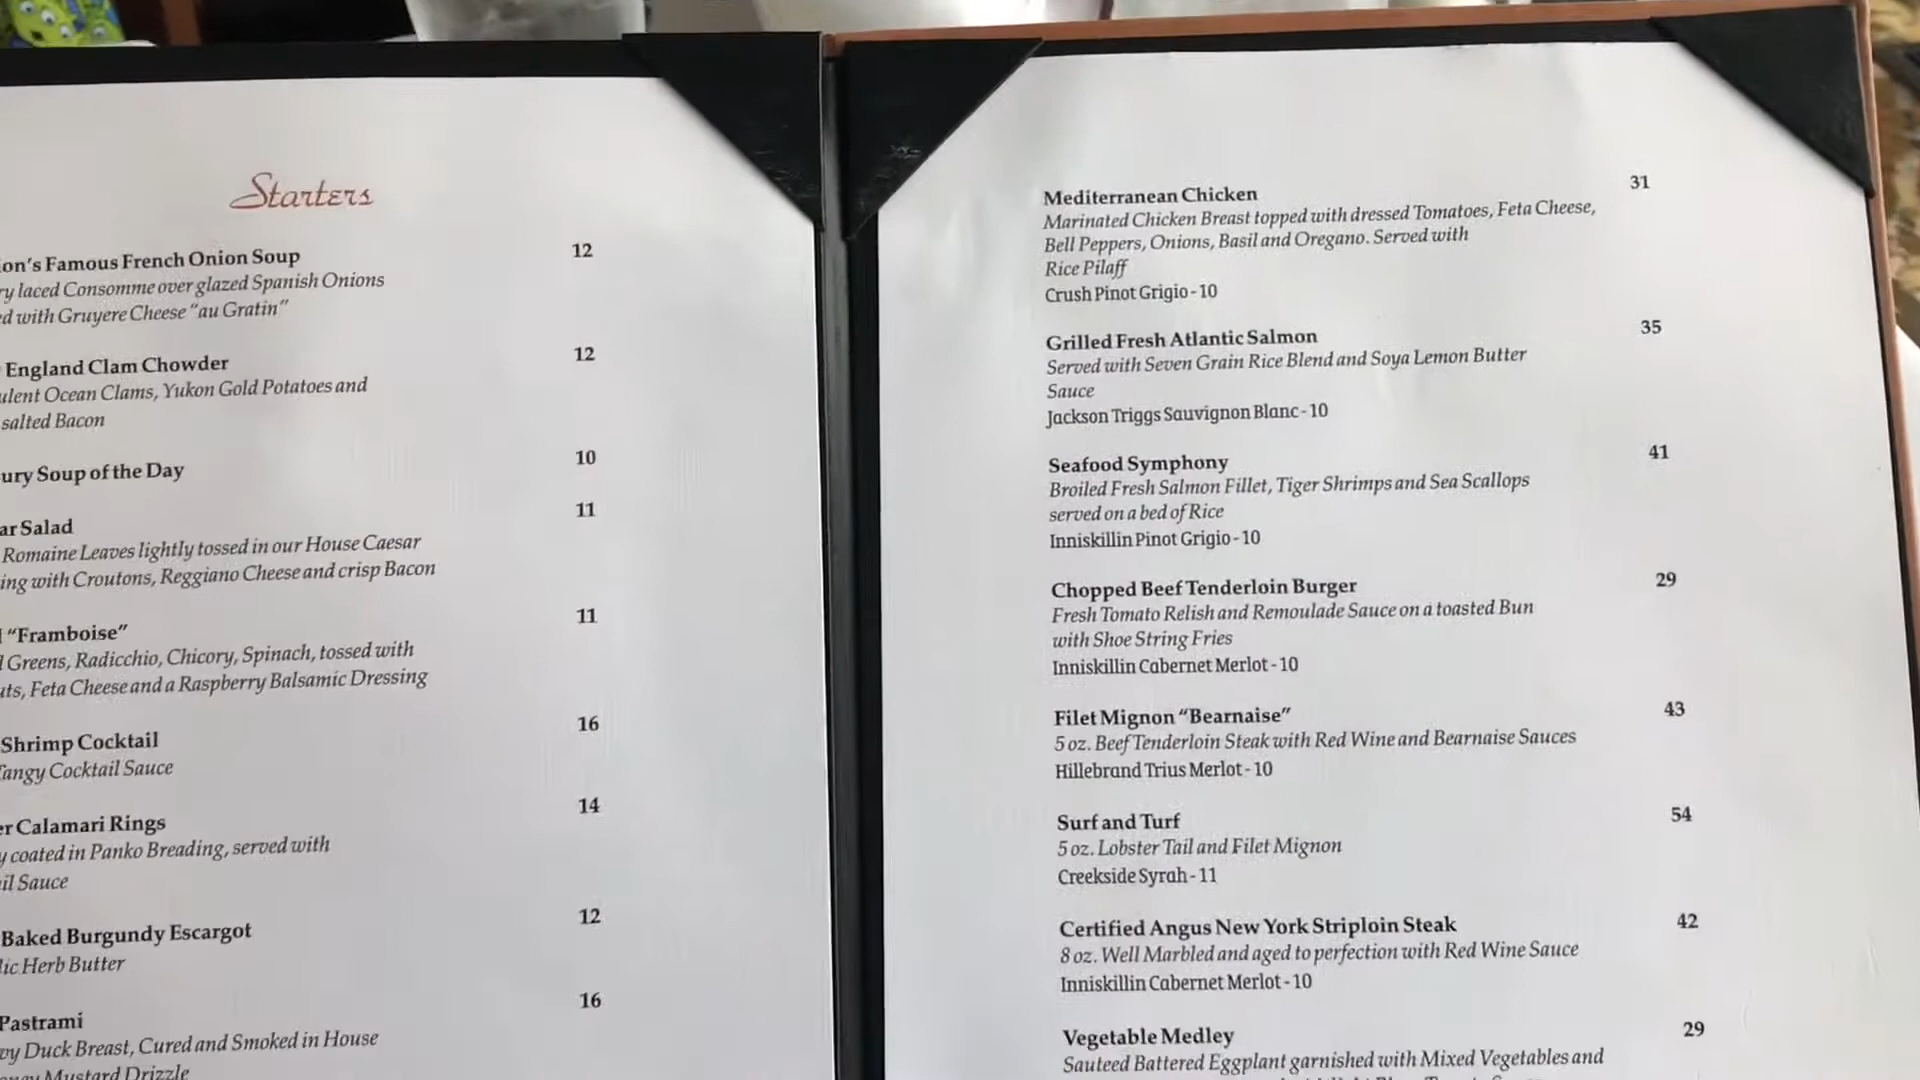 Starters
ion's Famous French Onion Soup 12
ry laced Consomme over glazed Spanish Onions
ed with Gruyere Cheese "au Gratin"
England Clam Chowder 12
ulent Ocean Clams, Yukon Gold Potatoes and
salted Bacon
ury Soup of the Day 10
ar Salad 11
Romaine Leaves lightly tossed in our House Caesar
ing with Croutons, Reggiano Cheese and crisp Bacon
"Framboise" 11
Greens, Radicchio, Chicory, Spinach, tossed with
uts, Feta Cheese and a Raspberry Balsamic Dressing
Shrimp Cocktail 16
Tangy Cocktail Sauce
er Calamari Rings 14
y coated in Panko Breading, served with
ail Sauce
Baked Burgundy Escargot 12
lic Herb Butter
Pastrami 16
Duck Breast, Cured and Smoked in House
Mustard Drizzle
Mediterranean Chicken 31
Marinated Chicken Breast topped with dressed Tomatoes, Feta Cheese,
Bell Peppers, Onions, Basil and Oregano. Served with
Rice Pilaff
Crush Pinot Grigio - 10
Grilled Fresh Atlantic Salmon 35
Served with Seven Grain Rice Blend and Soya Lemon Butter
Sauce
Jackson Triggs Sauvignon Blanc - 10
Seafood Symphony 41
Broiled Fresh Salmon Fillet, Tiger Shrimps and Sea Scallops
served on a bed of Rice
Inniskillin Pinot Grigio - 10
Chopped Beef Tenderloin Burger 29
Fresh Tomato Relish and Remoulade Sauce on a toasted Bun
with Shoe String Fries
Inniskillin Cabernet Merlot - 10
Filet Mignon "Bearnaise" 43
5 oz. Beef Tenderloin Steak with Red Wine and Bearnaise Sauces
Hillebrand Trius Merlot - 10
Surf and Turf 54
5 oz. Lobster Tail and Filet Mignon
Creekside Syrah - 11
Certified Angus New York Striploin Steak 42
8 oz. Well Marbled and aged to perfection with Red Wine Sauce
Inniskillin Cabernet Merlot - 10
Vegetable Medley 29
Sauteed Battered Eggplant garnished with Mixed Vegetables and